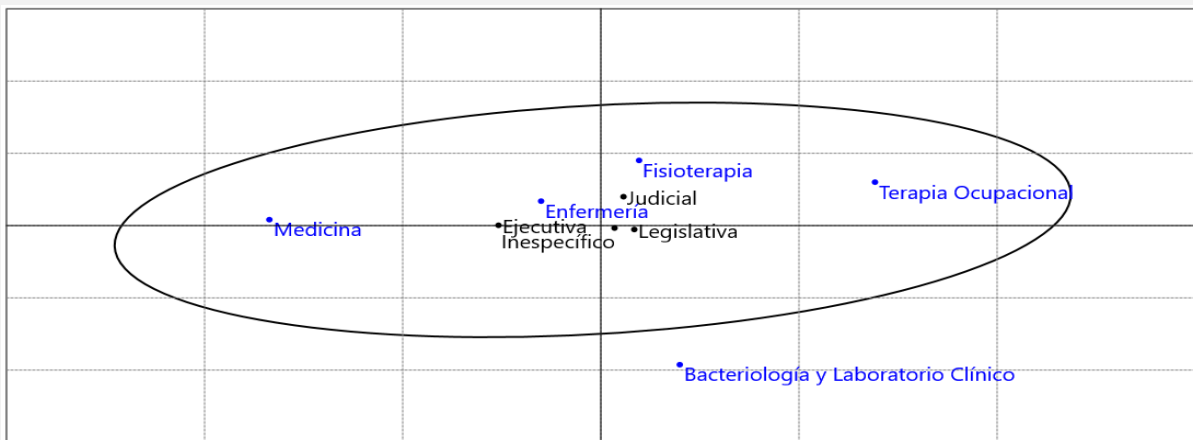 Fisioterapia
Terapia Ocupacional
Judicial
Enfermería
Medicina
Ejecutiva
Legislativa
Inespecífico
Bacteriología y Laboratorio Clínico